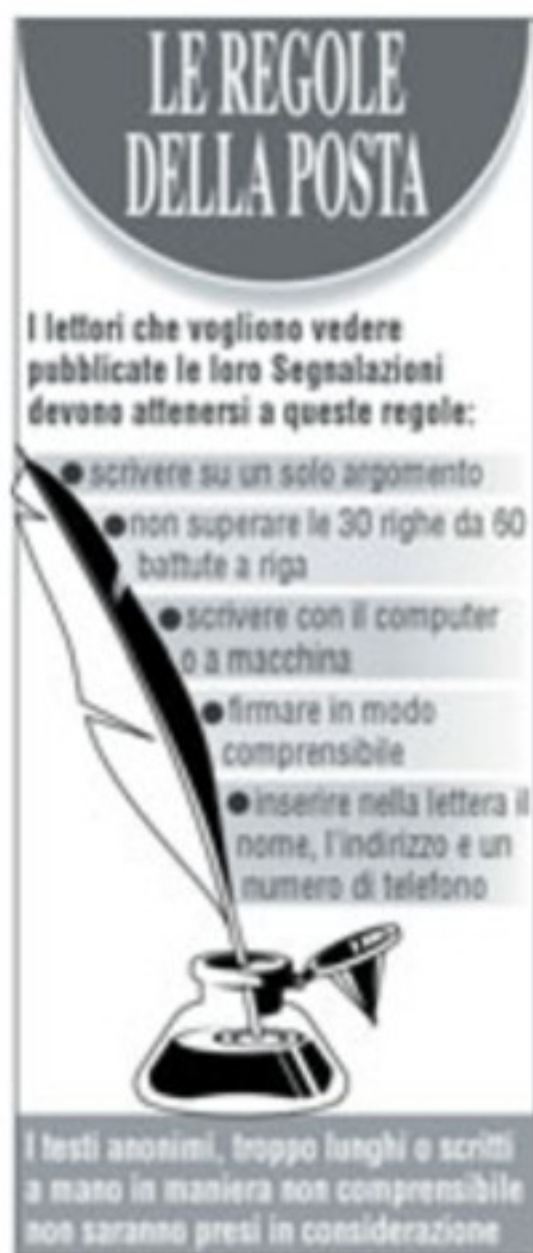 LE REGOLE
DELLA POSTA
I lettori che vogliono vedere
pubblicate le loro Segnalazioni
devono attenersi a queste regole:
● scrivere su un solo argomento
● non superare le 30 righe da 60
battute a riga
● scrivere con il computer
o a macchina
● firmare in modo
comprensibile
● inserire nella lettera il
nome, l'indirizzo e un
numero di telefono
I testi anonimi, troppo lunghi o scritti
a mano in maniera non comprensibile
non saranno presi in considerazione